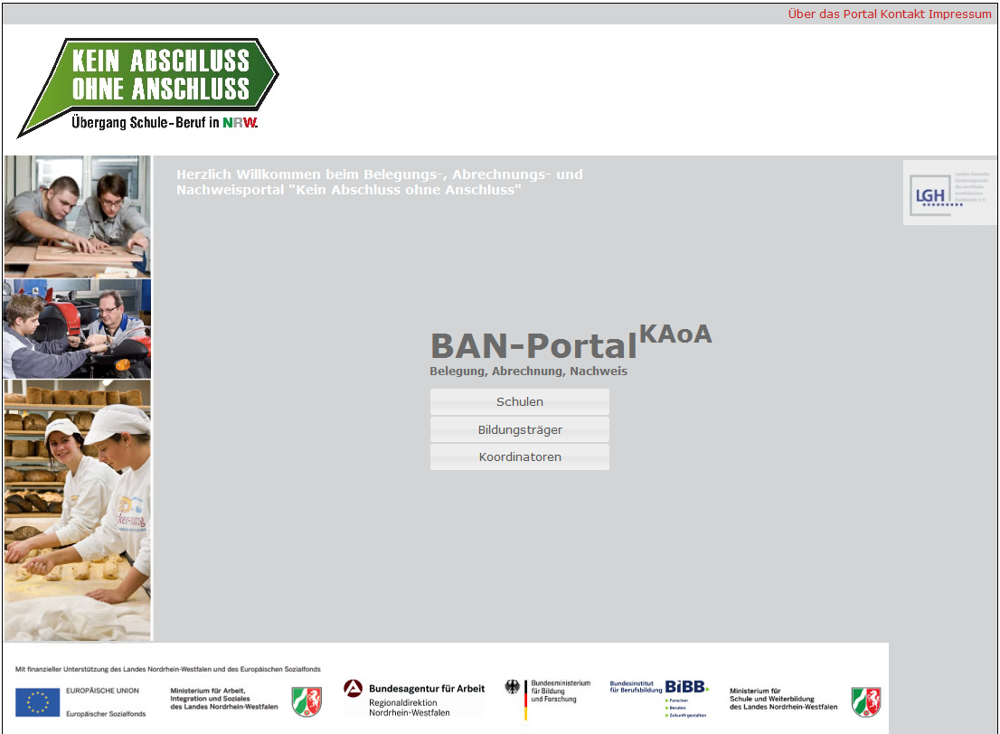 Über das Portal Kontakt Impressum
KEIN ABSCHLUSS
OHNE ANSCHLUSS
Übergang Schule-Beruf in NRW.
Herzlich Willkommen beim Belegungs-, Abrechnungs- und
Nachweisportal "Kein Abschluss ohne Anschluss"
LGH
BAN-Portal KAoA
Belegung, Abrechnung, Nachweis
Schulen
Bildungsträger
Koordinatoren
Mit finanzieller Unterstützung des Landes Nordrhein-Westfalen und des Europäischen Sozialfonds
EUROPÄISCHE UNION
Europäischer Sozialfonds
Ministerium für Arbeit,
Integration und Soziales
des Landes Nordrhein-Westfalen
Bundesagentur für Arbeit
Regionaldirektion
Nordrhein-Westfalen
Bundesministerium
für Bildung
und Forschung
Bundesinstitut
für Berufsbildung
BiBB
Forschen
Beraten
Zukunft gestalten
Ministerium für
Schule und Weiterbildung
des Landes Nordrhein-Westfalen